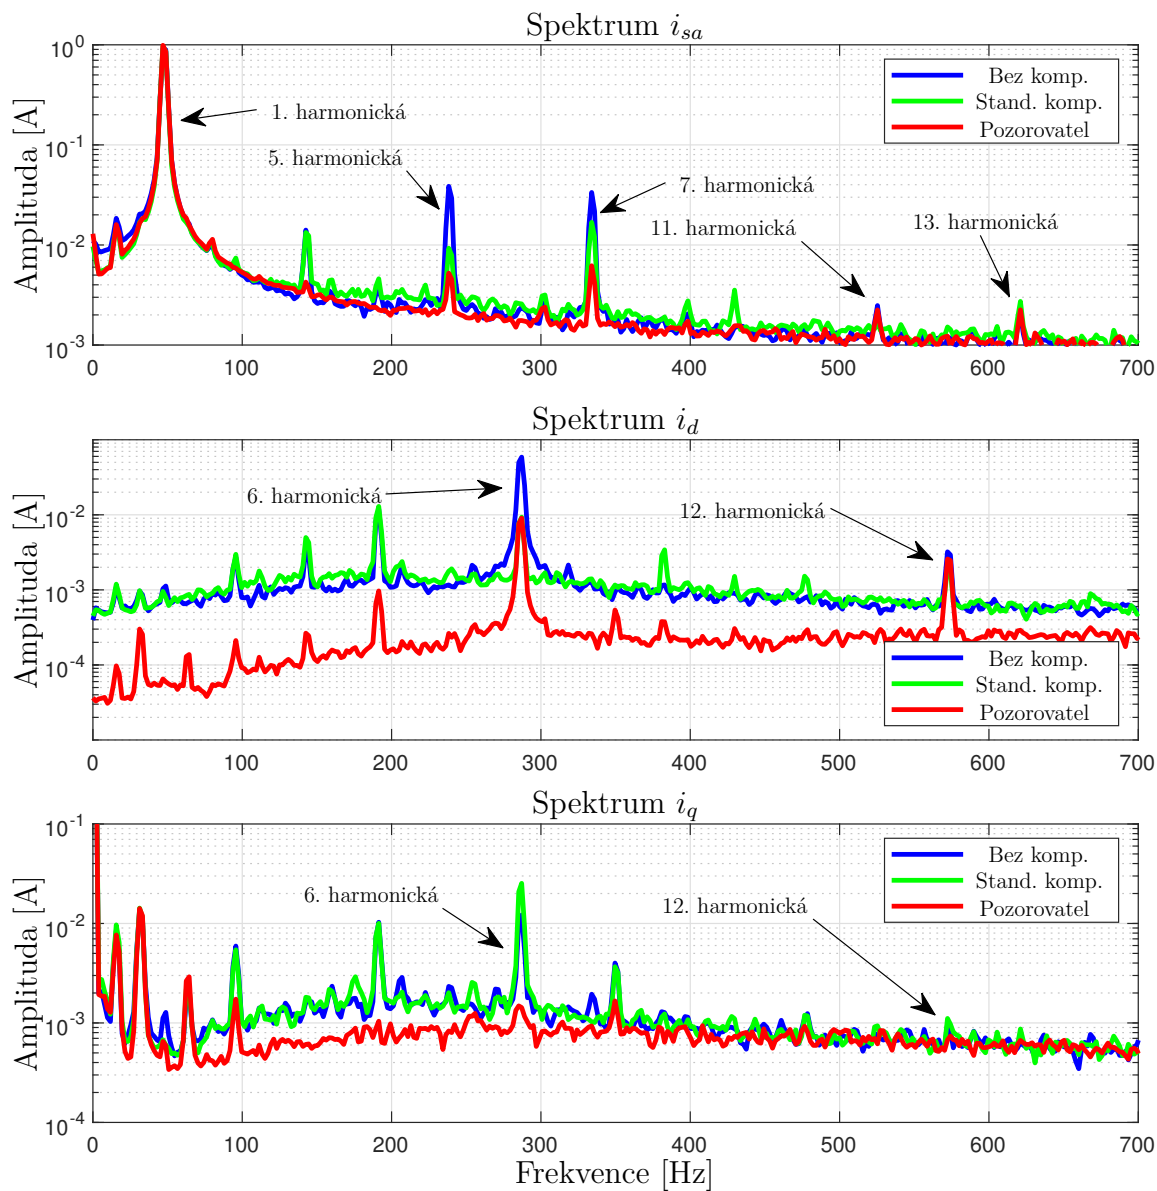 Spektrum i_sa
Amplituda [A]
10^0
10^-1
10^-2
10^-3
1. harmonická
5. harmonická
7. harmonická
11. harmonická
13. harmonická
Bez komp.
Stand. komp.
Pozorovatel
0 100 200 300 400 500 600 700
Spektrum i_d
Amplituda [A]
10^-2
10^-3
10^-4
6. harmonická
12. harmonická
Bez komp.
Stand. komp.
Pozorovatel
0 100 200 300 400 500 600 700
Spektrum i_q
Amplituda [A]
10^-1
10^-2
10^-3
10^-4
6. harmonická
12. harmonická
Bez komp.
Stand. komp.
Pozorovatel
0 100 200 300 400 500 600 700
Frekvence [Hz]